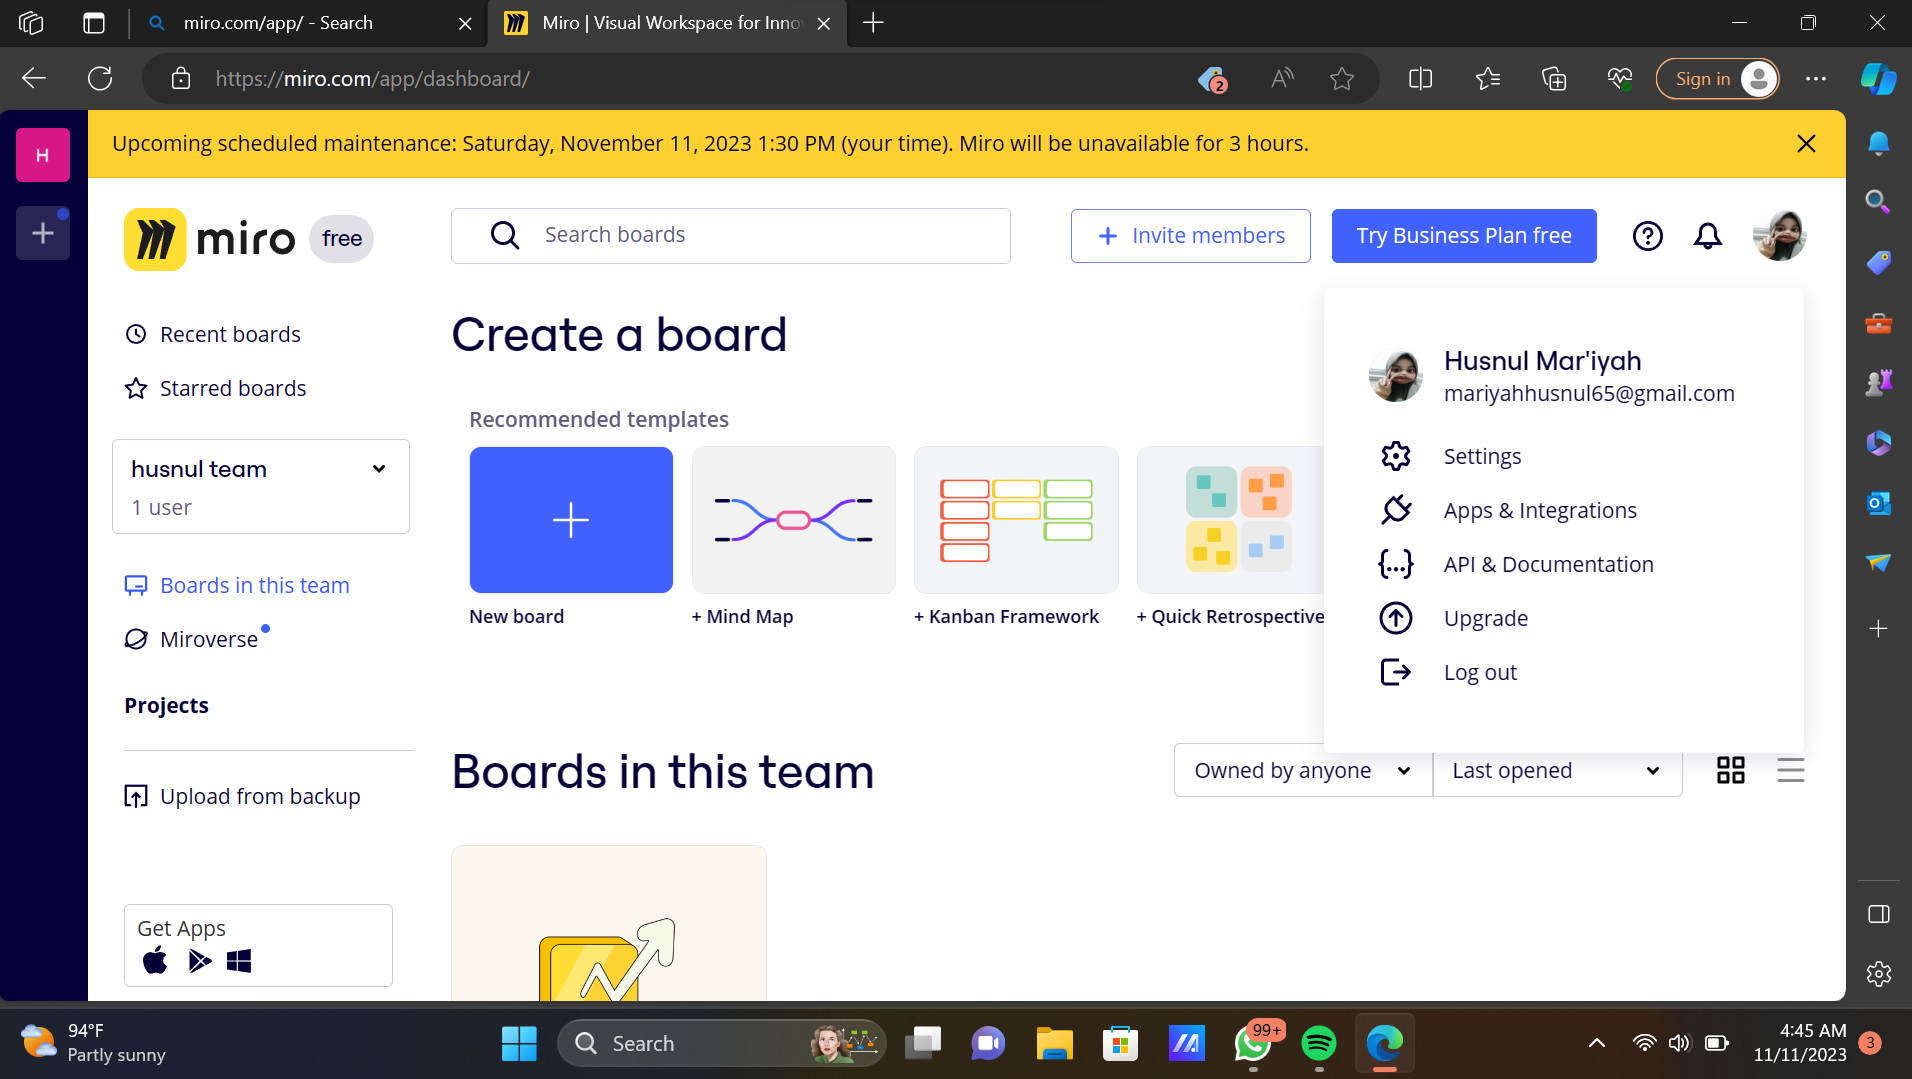 miro.com/app/ - Search
Miro | Visual Workspace for Inno
https://miro.com/app/dashboard/
2
Sign in
Upcoming scheduled maintenance: Saturday, November 11, 2023 1:30 PM (your time). Miro will be unavailable for 3 hours.
H
miro free
Search boards
Invite members
Try Business Plan free
Recent boards
Starred boards
husnul team
1 user
Boards in this team
Miroverse
Projects
Upload from backup
Get Apps
Create a board
Recommended templates
New board
+ Mind Map
+ Kanban Framework
+ Quick Retrospective
Husnul Mar'iyah
mariyahhusnul65@gmail.com
Settings
Apps & Integrations
API & Documentation
Upgrade
Log out
Boards in this team
Owned by anyone
Last opened
94°F
Partly sunny
Search
99+
4:45 AM
11/11/2023
3